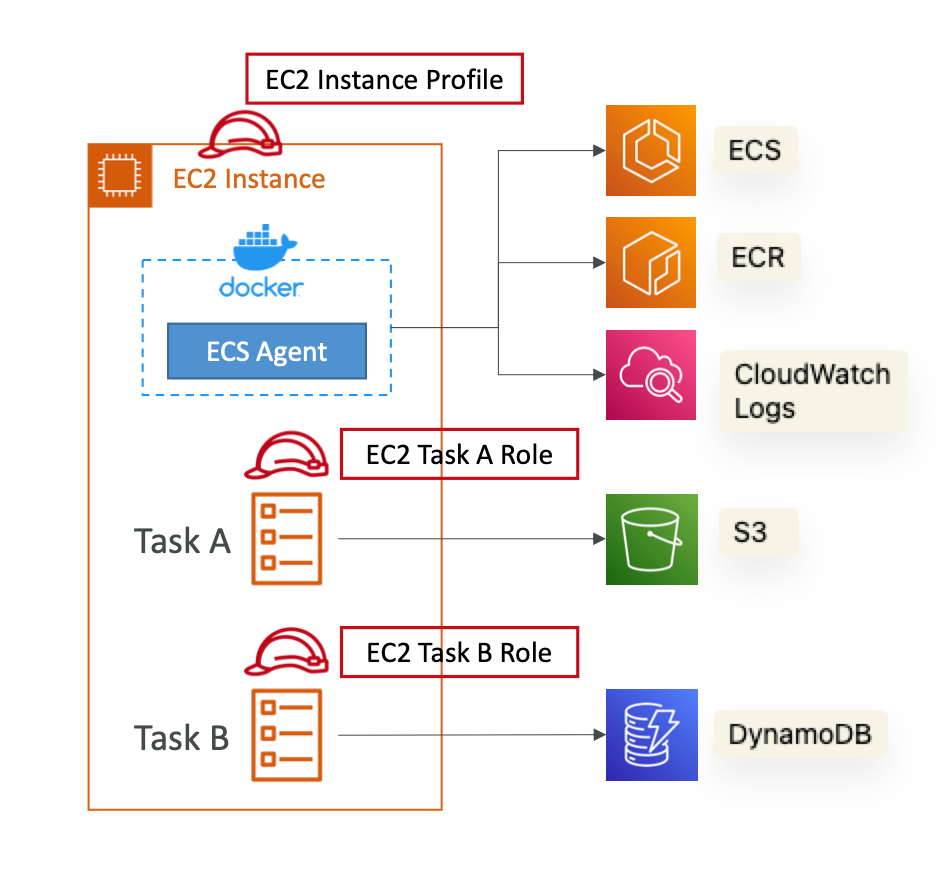 EC2 Instance Profile
EC2 Instance
docker
ECS Agent
ECS
ECR
CloudWatch
Logs
EC2 Task A Role
Task A
S3
EC2 Task B Role
Task B
DynamoDB